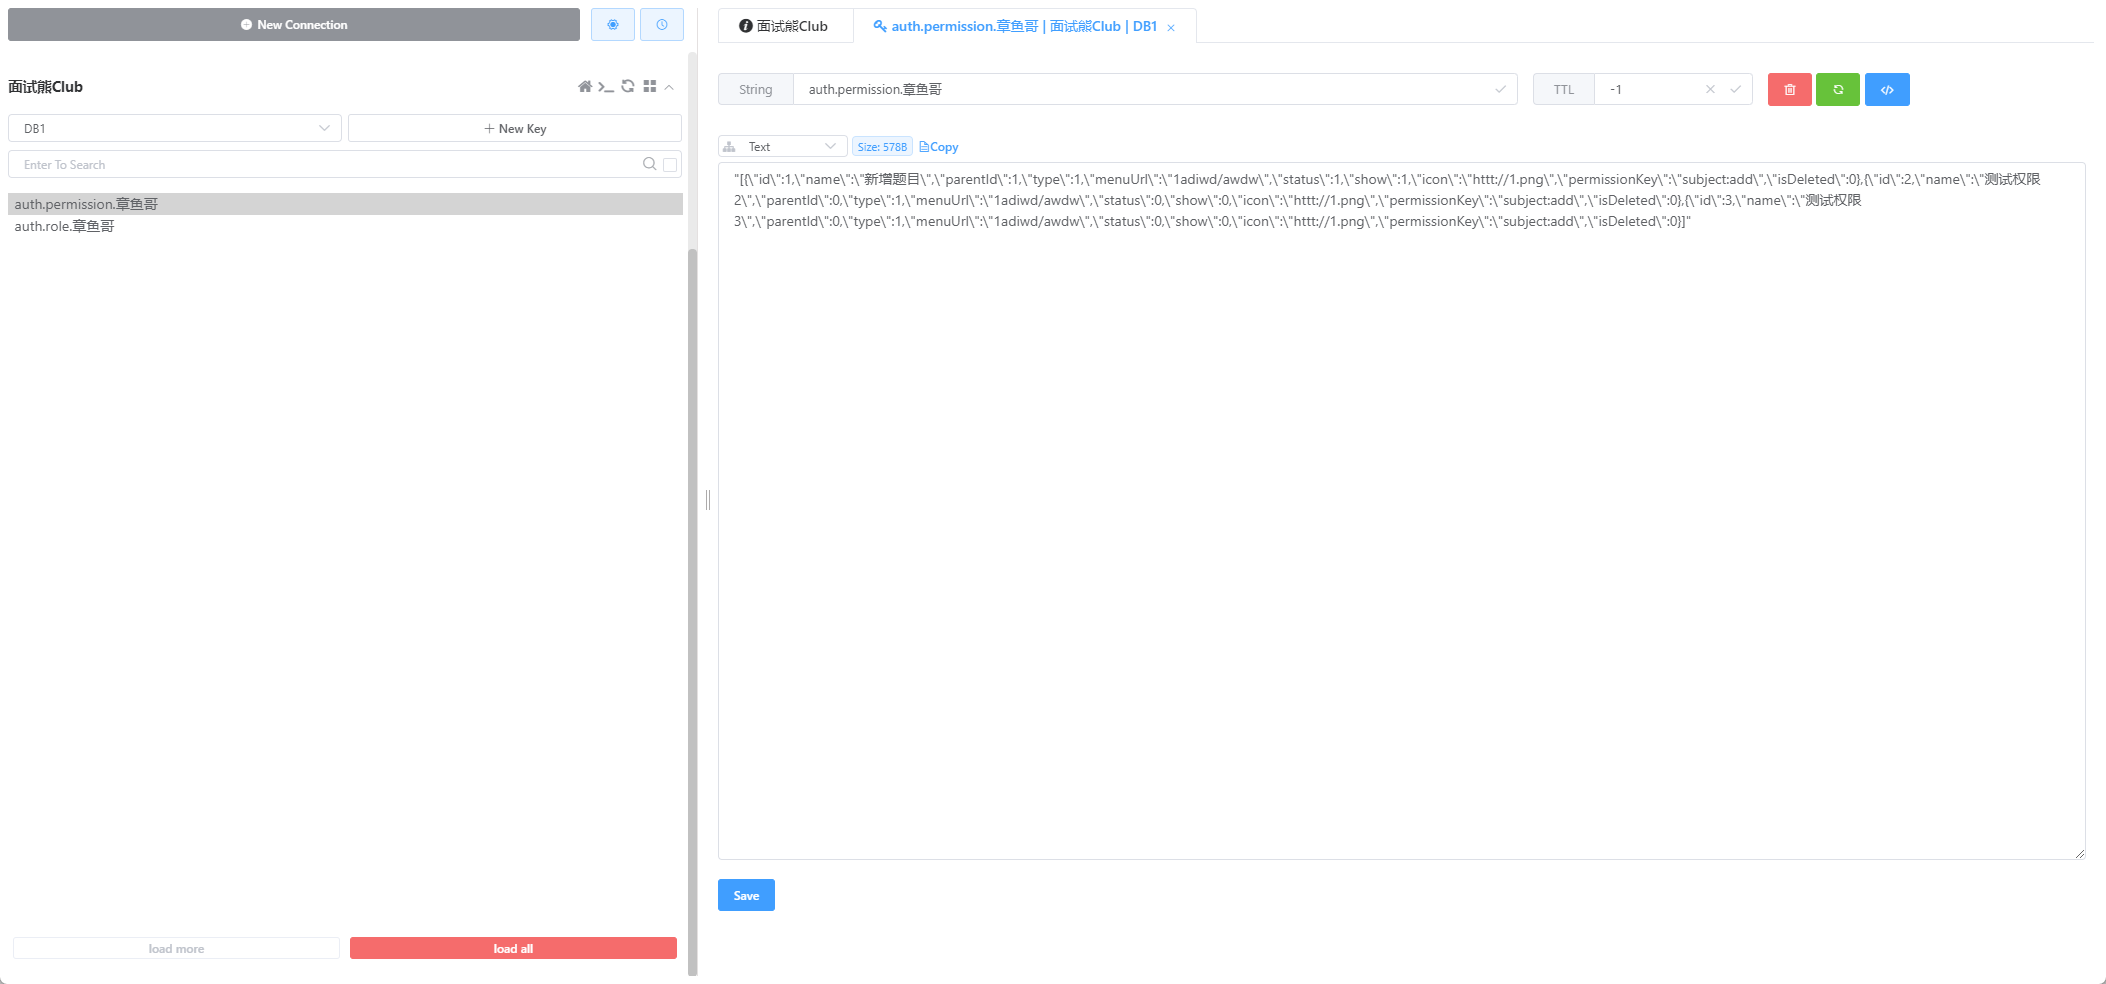 New Connection
面试熊Club
DB1
New Key
Enter To Search
auth.permission.章鱼哥
auth.role.章鱼哥
load more
load all
面试熊Club
auth.permission.章鱼哥 | 面试熊Club | DB1
String
auth.permission.章鱼哥
TTL
-1
Text
Size: 578B
Copy
"[{\"id\":1,\"name\":\"新增题目\",\"parentId\":1,\"type\":1,\"menuUrl\":\"1adiwd/awdw\",\"status\":1,\"show\":1,\"icon\":\"httt://1.png\",\"permissionKey\":\"subject:add\",\"isDeleted\":0},{\"id\":2,\"name\":\"测试权限
2\",\"parentId\":0,\"type\":1,\"menuUrl\":\"1adiwd/awdw\",\"status\":0,\"show\":0,\"icon\":\"httt://1.png\",\"permissionKey\":\"subject:add\",\"isDeleted\":0},{\"id\":3,\"name\":\"测试权限
3\",\"parentId\":0,\"type\":1,\"menuUrl\":\"1adiwd/awdw\",\"status\":0,\"show\":0,\"icon\":\"httt://1.png\",\"permissionKey\":\"subject:add\",\"isDeleted\":0}]"
Save